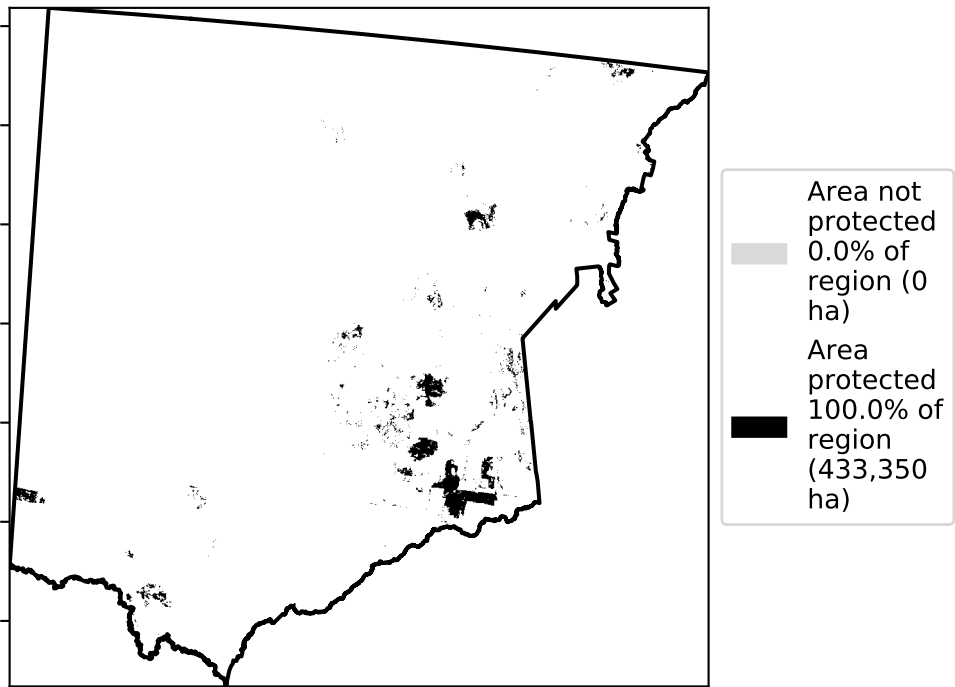 Area not
protected
0.0% of
region (0
ha)
Area
protected
100.0% of
region
(433,350
ha)